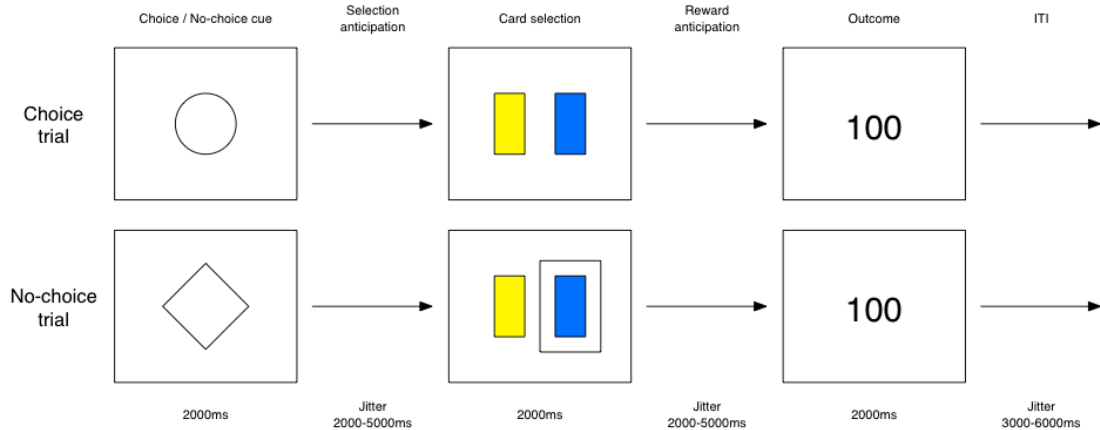 Choice / No-choice cue
Selection
anticipation
Card selection
Reward
anticipation
Outcome
ITI
Choice
trial
100
No-choice
trial
100
2000ms
Jitter
2000-5000ms
2000ms
Jitter
2000-5000ms
2000ms
Jitter
3000-6000ms